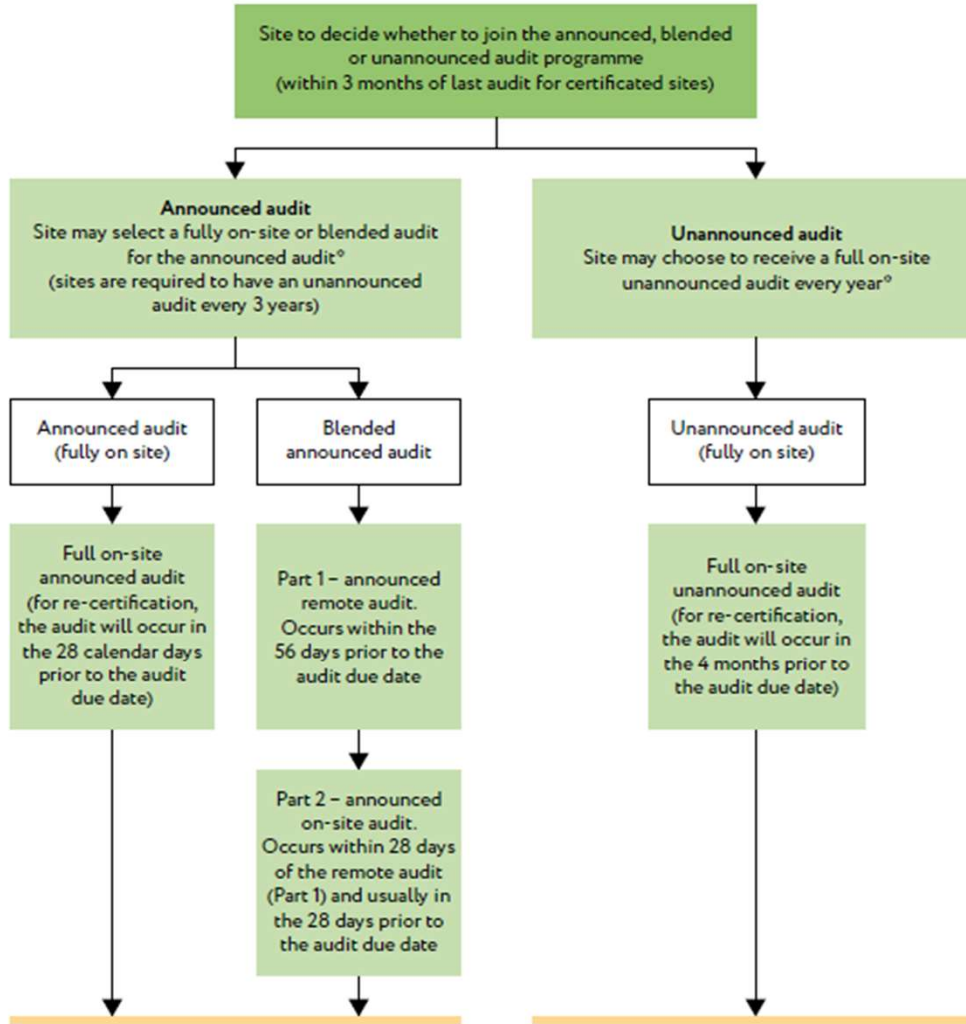 Site to decide whether to join the announced, blended
or unannounced audit programme
(within 3 months of last audit for certificated sites)
Announced audit
Site may select a fully on-site or blended audit
for the announced audit*
(sites are required to have an unannounced
audit every 3 years)
Unannounced audit
Site may choose to receive a full on-site
unannounced audit every year*
Announced audit
(fully on site)
Blended
announced audit
Unannounced audit
(fully on site)
Full on-site
announced audit
(for re-certification,
the audit will occur in
the 28 calendar days
prior to the audit
due date)
Part 1 – announced
remote audit.
Occurs within the
56 days prior to the
audit due date
Full on-site
unannounced audit
(for re-certification,
the audit will occur in
the 4 months prior to
the audit due date)
Part 2 – announced
on-site audit.
Occurs within 28 days
of the remote audit
(Part 1) and usually in
the 28 days prior to
the audit due date